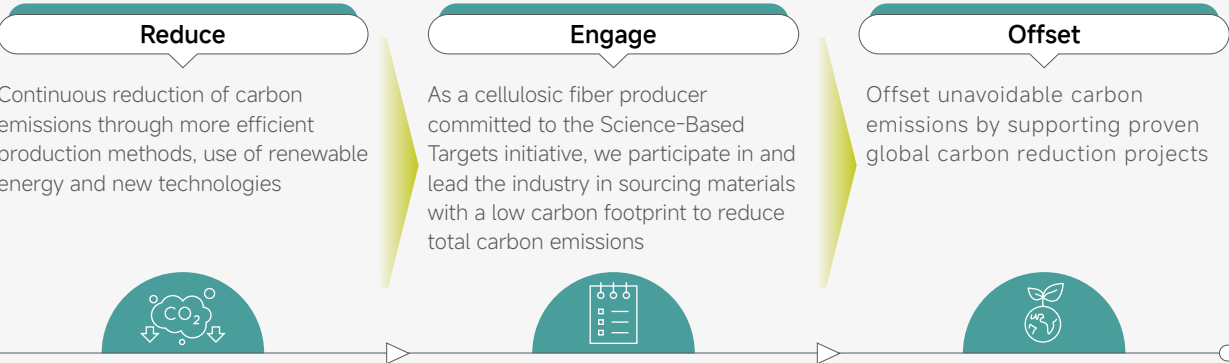 Reduce
Continuous reduction of carbon
emissions through more efficient
production methods, use of renewable
energy and new technologies
CO2
Engage
As a cellulosic fiber producer
committed to the Science-Based
Targets initiative, we participate in and
lead the industry in sourcing materials
with a low carbon footprint to reduce
total carbon emissions
Offset
Offset unavoidable carbon
emissions by supporting proven
global carbon reduction projects